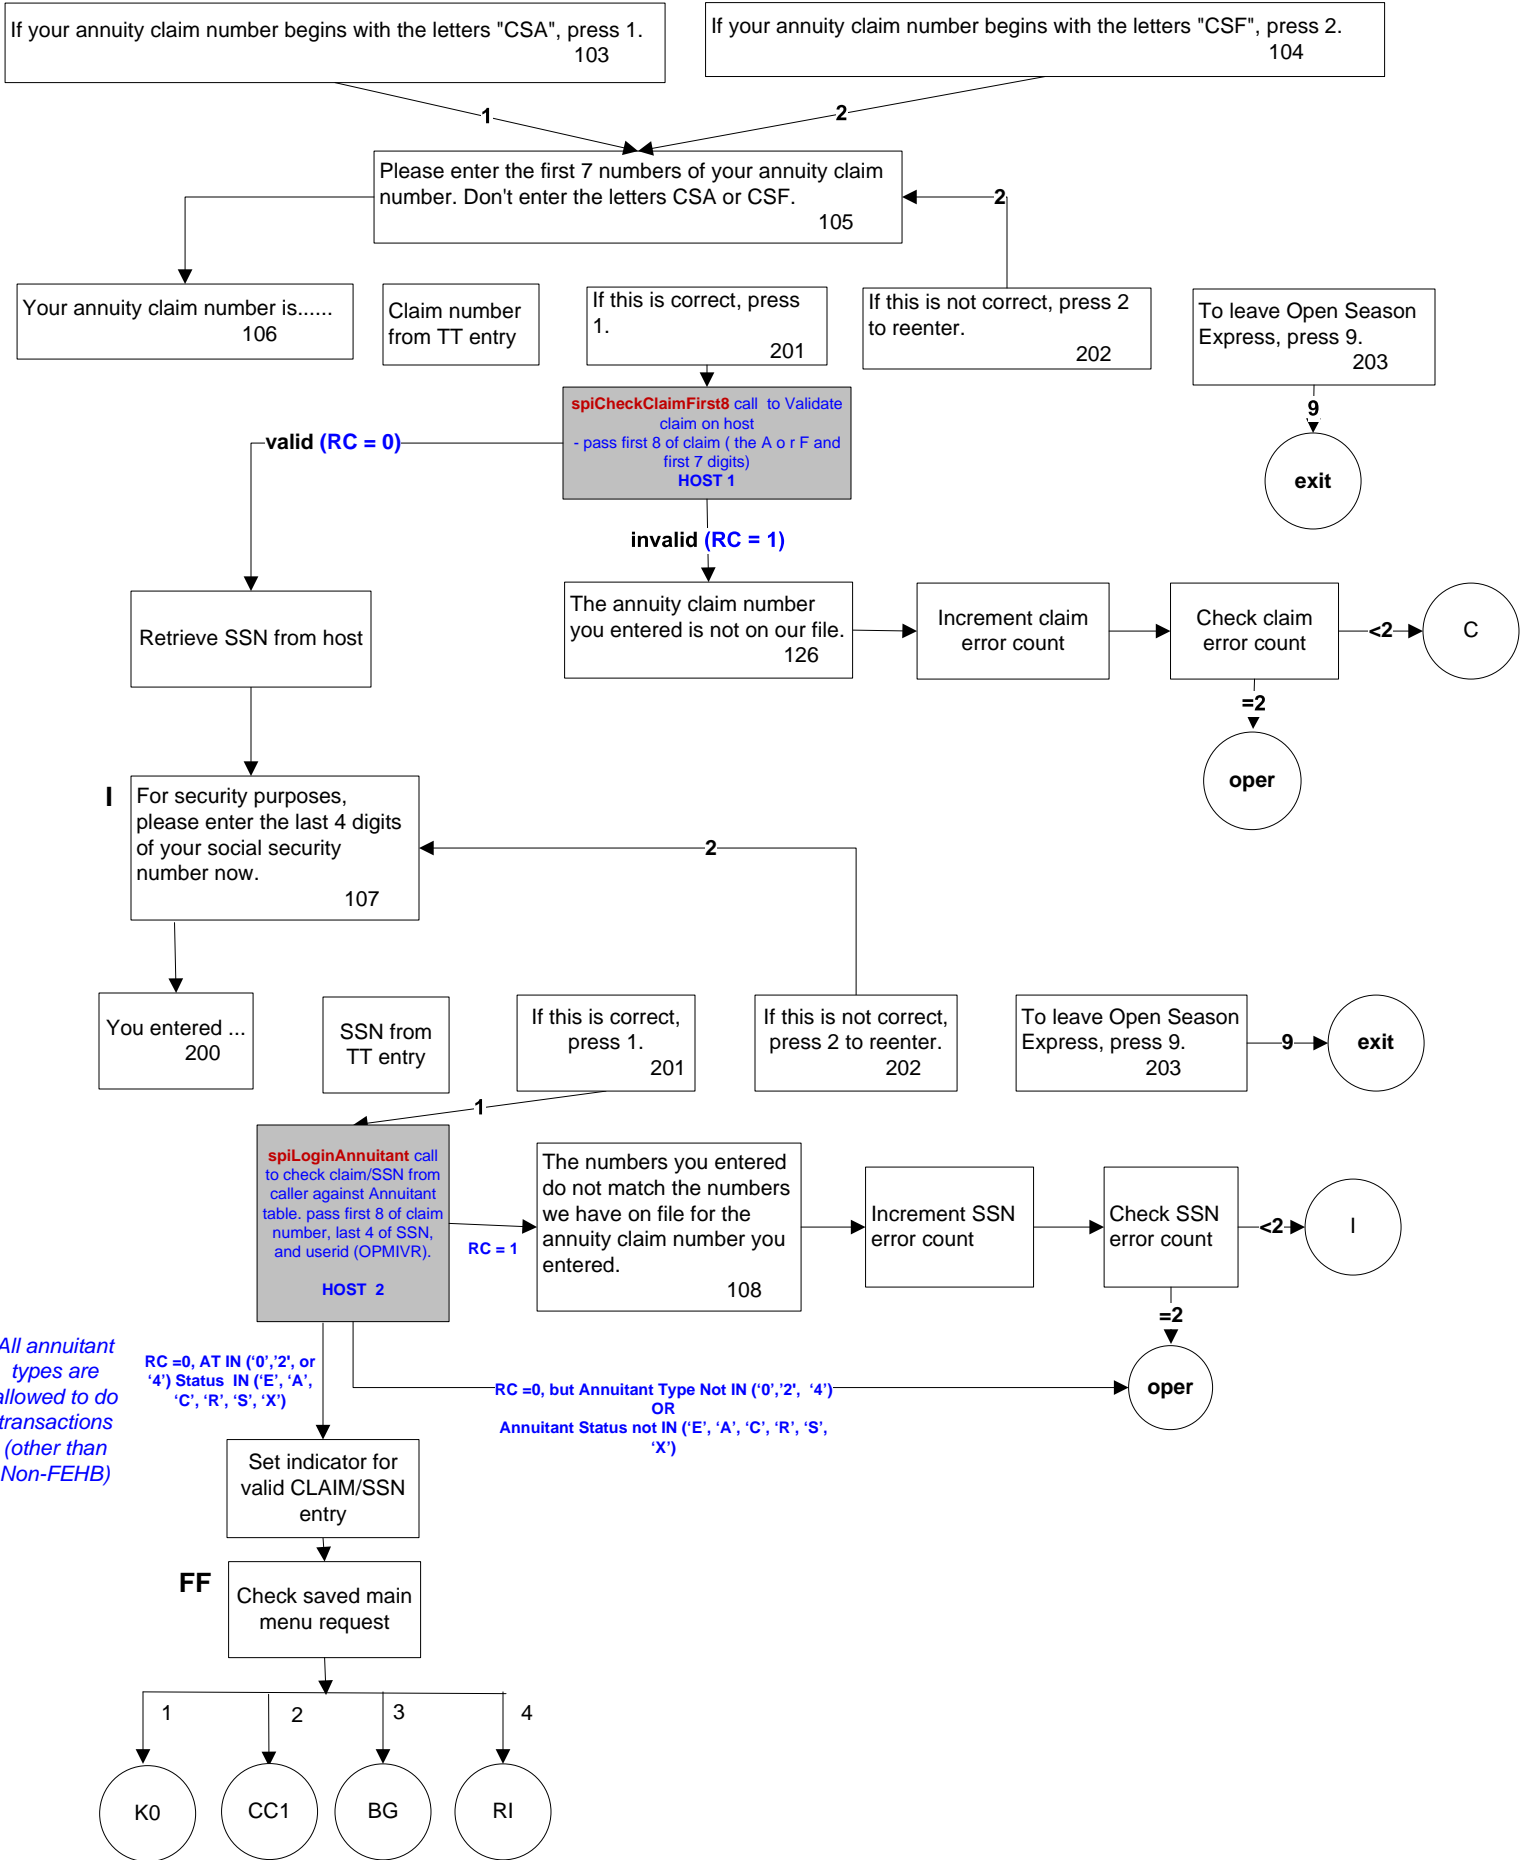 If your annuity claim number begins with the letters "CSA", press 1.
103
If your annuity claim number begins with the letters "CSF", press 2.
104
1
2
Please enter the first 7 numbers of your annuity claim
number. Don't enter the letters CSA or CSF.
105
2
Your annuity claim number is......
106
Claim number
from TT entry
If this is correct, press
1.
201
If this is not correct, press 2
to reenter.
202
To leave Open Season
Express, press 9.
203
9
exit
spiCheckClaimFirst8 call to Validate
claim on host
- pass first 8 of claim ( the A o r F and
first 7 digits)
HOST 1
valid (RC = 0)
invalid (RC = 1)
Retrieve SSN from host
The annuity claim number
you entered is not on our file.
126
Increment claim
error count
Check claim
error count
<2
C
=2
oper
I
For security purposes,
please enter the last 4 digits
of your social security
number now.
107
2
You entered ...
200
SSN from
TT entry
If this is correct,
press 1.
201
If this is not correct,
press 2 to reenter.
202
To leave Open Season
Express, press 9.
203
9
exit
1
spiLoginAnnuitant call
to check claim/SSN from
caller against Annuitant
table. pass first 8 of claim
number, last 4 of SSN,
and userid (OPMIVR).
HOST 2
RC = 1
The numbers you entered
do not match the numbers
we have on file for the
annuity claim number you
entered.
108
Increment SSN
error count
Check SSN
error count
<2
I
=2
oper
All annuitant
types are
allowed to do
transactions
(other than
Non-FEHB)
RC =0, AT IN (‘0’,’2’, or
‘4’) Status IN (‘E’, ‘A’,
‘C’, ‘R’, ‘S’, ‘X’)
RC =0, but Annuitant Type Not IN (‘0’,’2’, ‘4’)
OR
Annuitant Status not IN (‘E’, ‘A’, ‘C’, ‘R’, ‘S’,
‘X’)
Set indicator for
valid CLAIM/SSN
entry
FF
Check saved main
menu request
1
2
3
4
K0
CC1
BG
RI